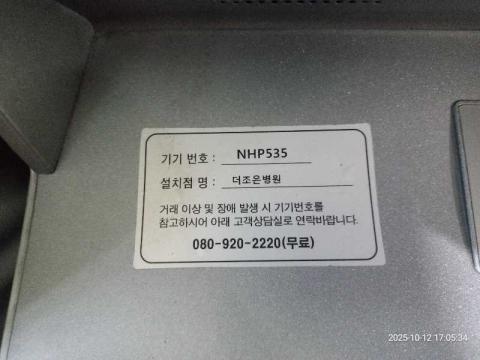 기기 번호 : NHP535
설치점 명 : 더조은병원
거래 이상 및 장애 발생 시 기기번호를
참고하시어 아래 고객상담실로 연락바랍니다.
080-920-2220(무료)
2025-10-12 17:05:34